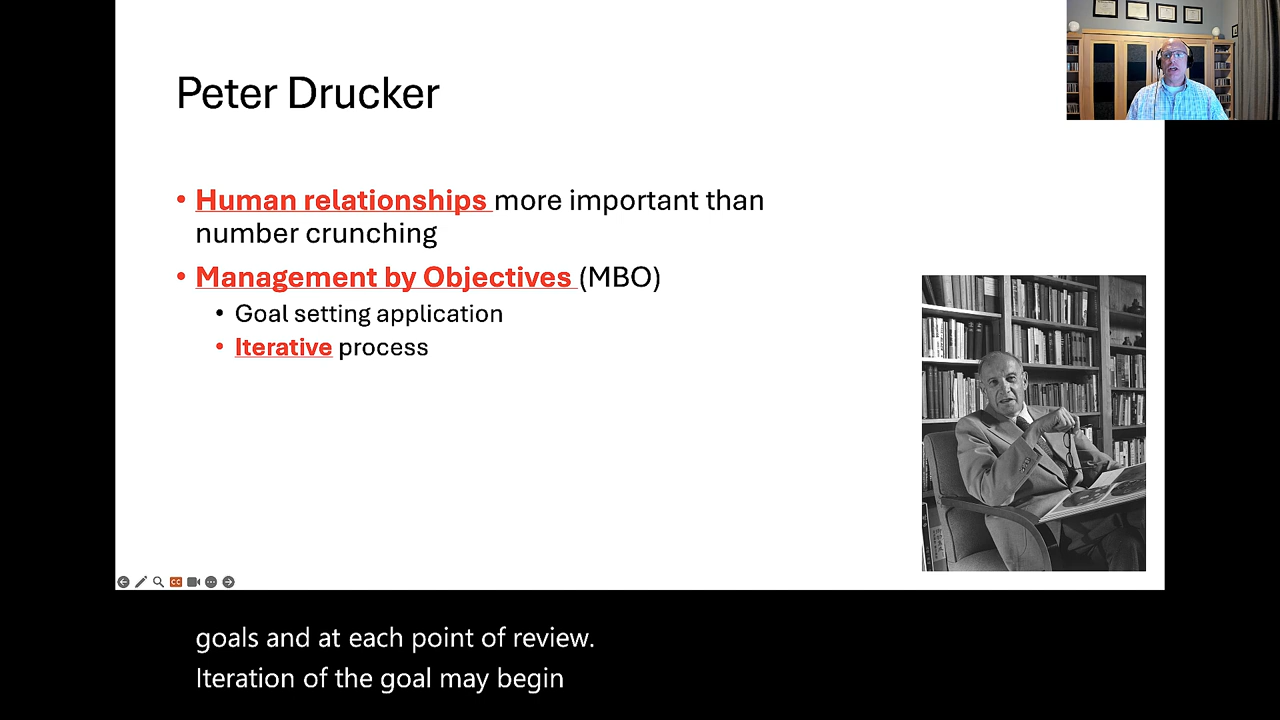 Peter Drucker
• Human relationships more important than
number crunching
• Management by Objectives (MBO)
• Goal setting application
• Iterative process
CC
goals and at each point of review.
Iteration of the goal may begin